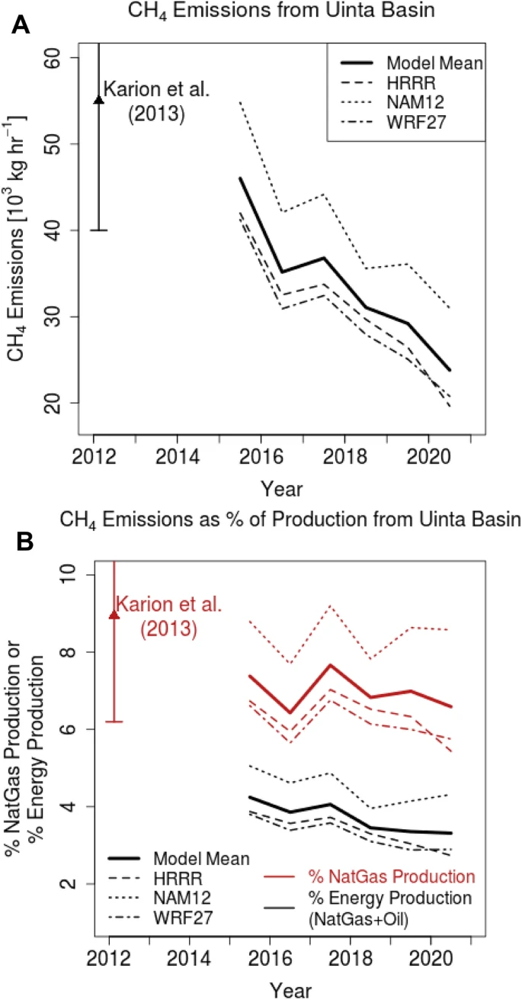 A
CH₄ Emissions from Uinta Basin
CH₄ Emissions [10³ kg hr⁻¹]
60
50
40
30
20
Karion et al.
(2013)
Model Mean
HRRR
NAM12
WRF27
2012 2014 2016 2018 2020
Year
CH₄ Emissions as % of Production from Uinta Basin
B
% NatGas Production or
% Energy Production
10
8
6
4
2
Karion et al.
(2013)
Model Mean
HRRR
NAM12
WRF27
% NatGas Production
% Energy Production
(NatGas+Oil)
2012 2014 2016 2018 2020
Year